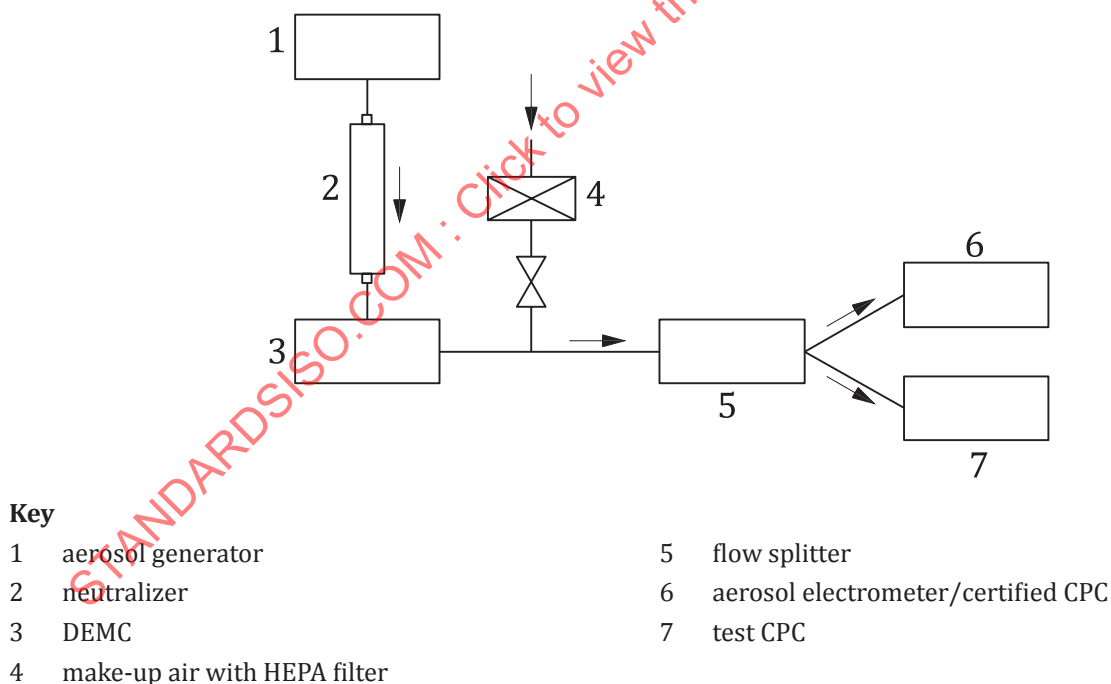 1
2
3
4
5
6
7
STANDARDSISO.COM : Click to view th
Key
1 aerosol generator
2 neutralizer
3 DEMC
4 make-up air with HEPA filter
5 flow splitter
6 aerosol electrometer/certified CPC
7 test CPC